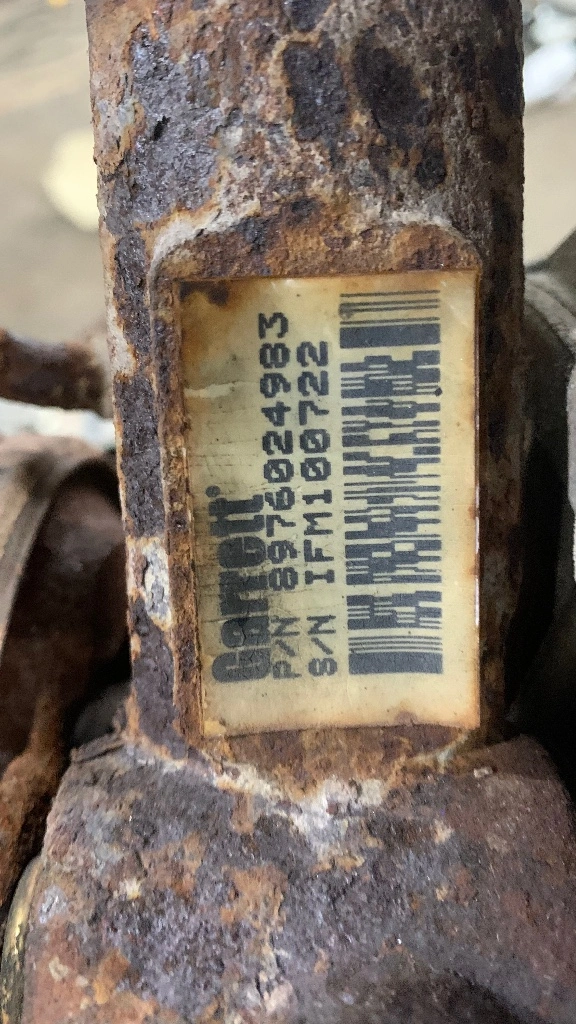 Garrett®
P/N 8976024983
S/N IFM100722